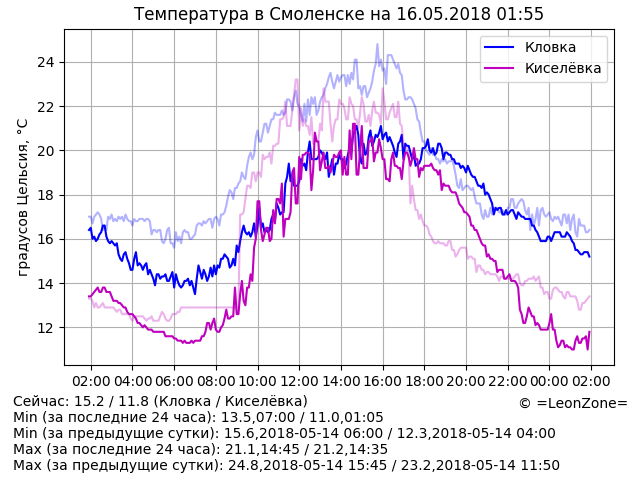 Температура в Смоленске на 16.05.2018 01:55
градусов Цельсия, °C
24
22
20
18
16
14
12
Кловка
Киселёвка
02:00 04:00 06:00 08:00 10:00 12:00 14:00 16:00 18:00 20:00 22:00 00:00 02:00
Сейчас: 15.2 / 11.8 (Кловка / Киселёвка)
© =LeonZone=
Min (за последние 24 часа): 13.5,07:00 / 11.0,01:05
Min (за предыдущие сутки): 15.6,2018-05-14 06:00 / 12.3,2018-05-14 04:00
Max (за последние 24 часа): 21.1,14:45 / 21.2,14:35
Max (за предыдущие сутки): 24.8,2018-05-14 15:45 / 23.2,2018-05-14 11:50